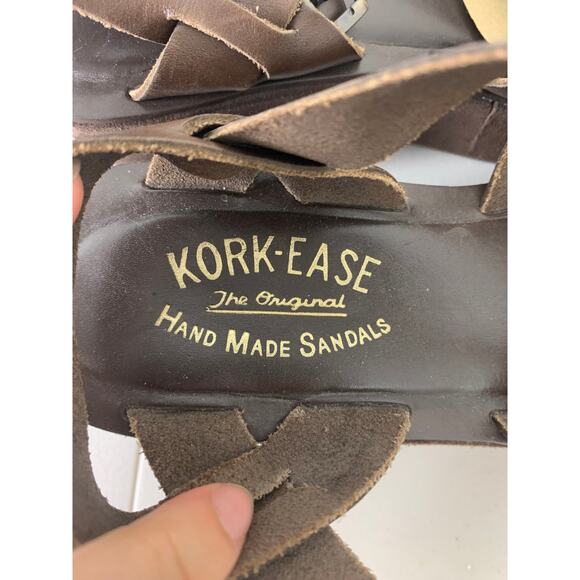 KORK-EASE
The Original
HAND MADE SANDALS